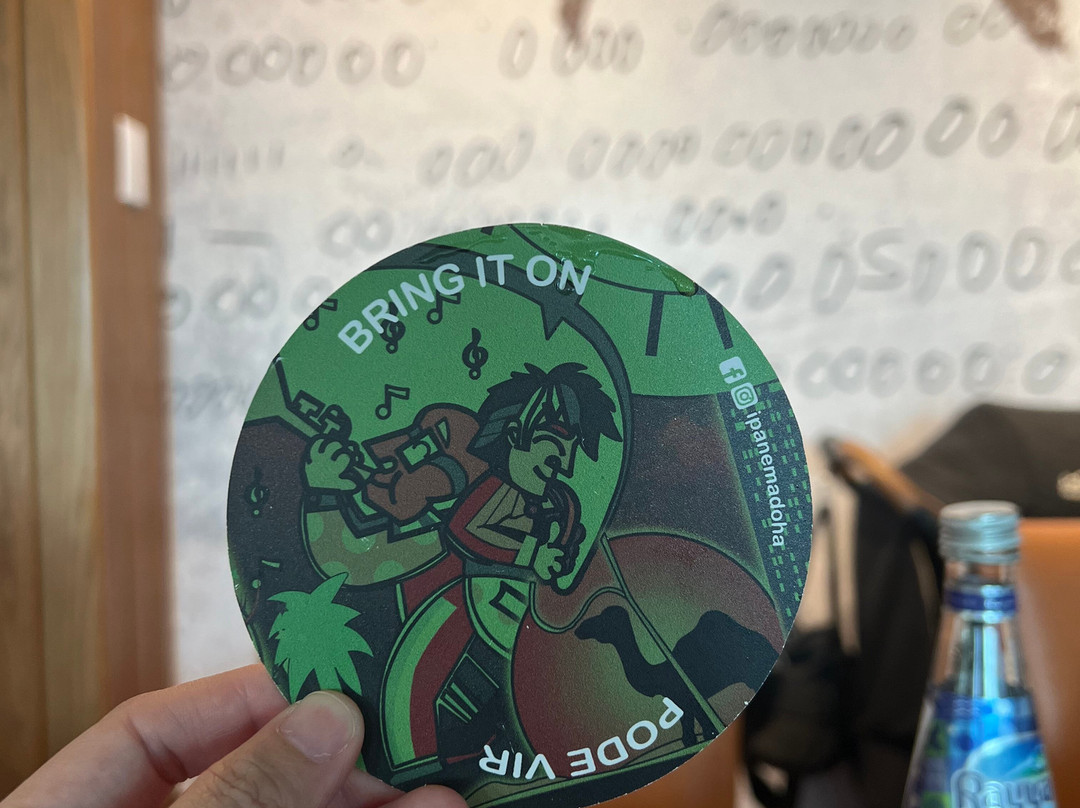 BRING IT ON
ipanemadoha
PODE VIR